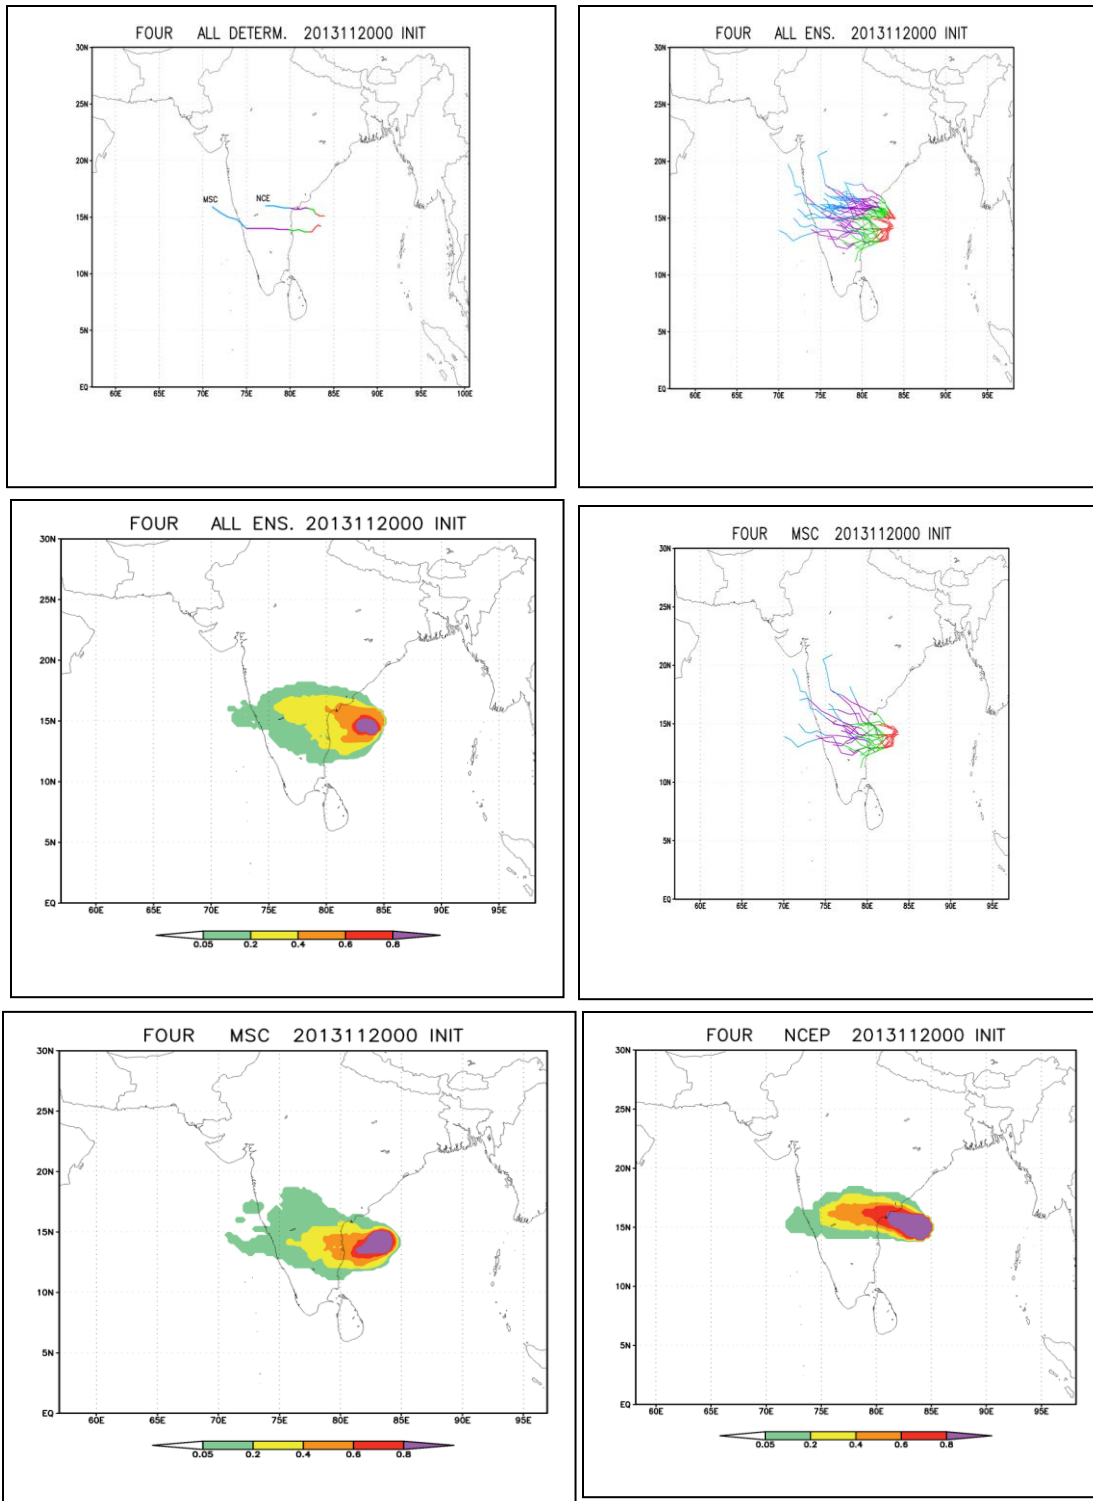 FOUR ALL DETERM. 2013112000 INIT
30N
25N
20N
MSC NCE
15N
10N
5N
EQ
60E 65E 70E 75E 80E 85E 90E 95E 100E
FOUR ALL ENS. 2013112000 INIT
30N
25N
20N
15N
10N
5N
EQ
60E 65E 70E 75E 80E 85E 90E 95E
FOUR ALL ENS. 2013112000 INIT
30N
25N
20N
15N
10N
5N
EQ
60E 65E 70E 75E 80E 85E 90E 95E
0.05 0.2 0.4 0.6 0.8
FOUR MSC 2013112000 INIT
30N
25N
20N
15N
10N
5N
EQ
60E 65E 70E 75E 80E 85E 90E 95E
FOUR MSC 2013112000 INIT
30N
25N
20N
15N
10N
5N
EQ
60E 65E 70E 75E 80E 85E 90E 95E
0.05 0.2 0.4 0.6 0.8
FOUR NCEP 2013112000 INIT
30N
25N
20N
15N
10N
5N
EQ
60E 65E 70E 75E 80E 85E 90E 95E
0.05 0.2 0.4 0.6 0.8